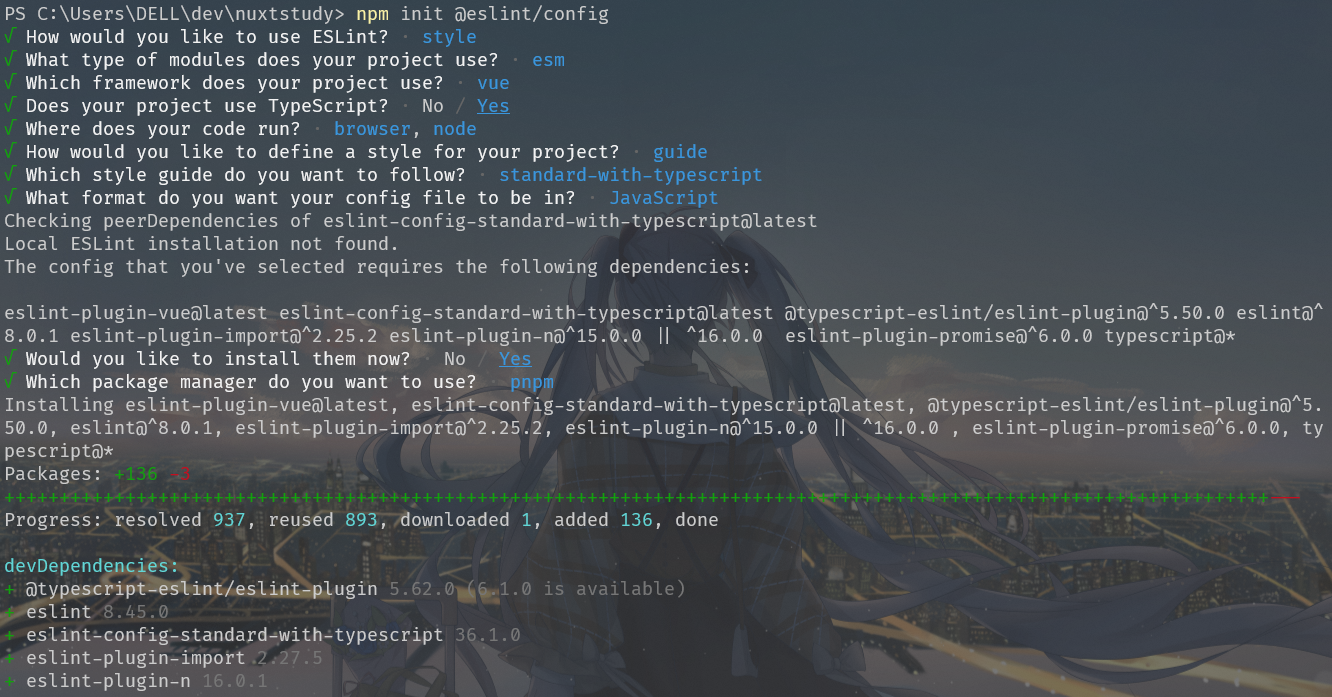 PS C:\Users\DELL\dev\nuxtstudy> npm init @eslint/config
√ How would you like to use ESLint? · style
√ What type of modules does your project use? · esm
√ Which framework does your project use? · vue
√ Does your project use TypeScript? · No / Yes
√ Where does your code run? · browser, node
√ How would you like to define a style for your project? · guide
√ Which style guide do you want to follow? · standard-with-typescript
√ What format do you want your config file to be in? · JavaScript
Checking peerDependencies of eslint-config-standard-with-typescript@latest
Local ESLint installation not found.
The config that you've selected requires the following dependencies:

eslint-plugin-vue@latest eslint-config-standard-with-typescript@latest @typescript-eslint/eslint-plugin@^5.50.0 eslint@^
8.0.1 eslint-plugin-import@^2.25.2 eslint-plugin-n@^15.0.0 || ^16.0.0  eslint-plugin-promise@^6.0.0 typescript@*
√ Would you like to install them now? · No / Yes
√ Which package manager do you want to use? · pnpm
Installing eslint-plugin-vue@latest, eslint-config-standard-with-typescript@latest, @typescript-eslint/eslint-plugin@^5.
50.0, eslint@^8.0.1, eslint-plugin-import@^2.25.2, eslint-plugin-n@^15.0.0 || ^16.0.0 , eslint-plugin-promise@^6.0.0, ty
pescript@*
Packages: +136 -3
+++++++++++++++++++++++++++++++++++++++++++++++++++++++++++++++++++++++++++++++++++++++++++++++++++++++++++++++++++---
Progress: resolved 937, reused 893, downloaded 1, added 136, done

devDependencies:
+ @typescript-eslint/eslint-plugin 5.62.0 (6.1.0 is available)
+ eslint 8.45.0
+ eslint-config-standard-with-typescript 36.1.0
+ eslint-plugin-import 2.27.5
+ eslint-plugin-n 16.0.1